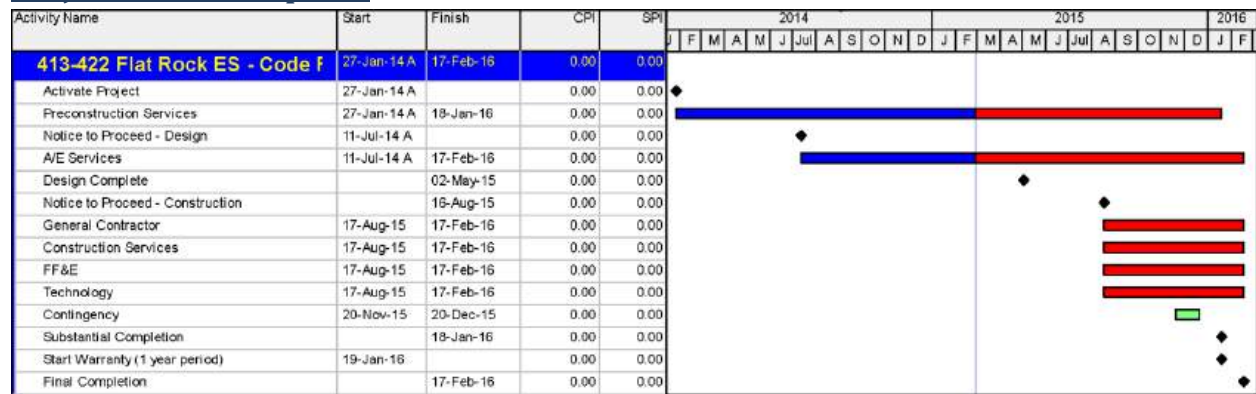 Activity Name Start Finish CPI SPI 2014 2015 2016
J F M A M J Jul A S O N D J F M A M J Jul A S O N D J F
413-422 Flat Rock ES - Code F 27-Jan-14 A 17-Feb-16 0.00 0.00
Activate Project 27-Jan-14 A 0.00 0.00
Preconstruction Services 27-Jan-14 A 18-Jan-16 0.00 0.00
Notice to Proceed - Design 11-Jul-14 A 0.00 0.00
A/E Services 11-Jul-14 A 17-Feb-16 0.00 0.00
Design Complete 02-May-15 0.00 0.00
Notice to Proceed - Construction 16-Aug-15 0.00 0.00
General Contractor 17-Aug-15 17-Feb-16 0.00 0.00
Construction Services 17-Aug-15 17-Feb-16 0.00 0.00
FF&E 17-Aug-15 17-Feb-16 0.00 0.00
Technology 17-Aug-15 17-Feb-16 0.00 0.00
Contingency 20-Nov-15 20-Dec-15 0.00 0.00
Substantial Completion 18-Jan-16 0.00 0.00
Start Warranty (1 year period) 19-Jan-16 0.00 0.00
Final Completion 17-Feb-16 0.00 0.00